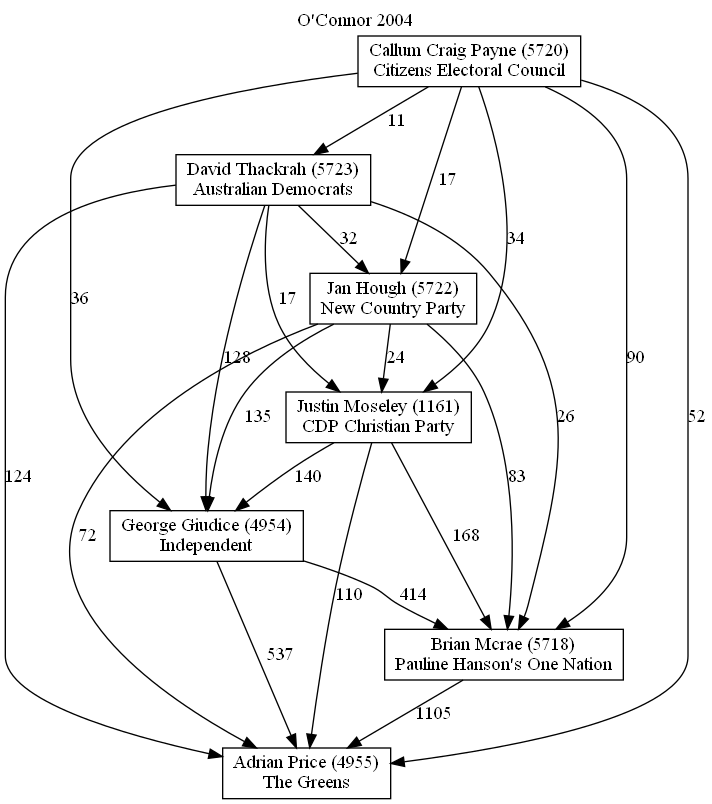 O'Connor 2004
Callum Craig Payne (5720)
Citizens Electoral Council
11
David Thackrah (5723)
Australian Democrats
17
32
34
Jan Hough (5722)
New Country Party
36
17
128
24
90
Justin Moseley (1161)
CDP Christian Party
135
26
52
124
140
83
George Giudice (4954)
Independent
72
168
110
414
537
Brian Mcrae (5718)
Pauline Hanson's One Nation
1105
Adrian Price (4955)
The Greens